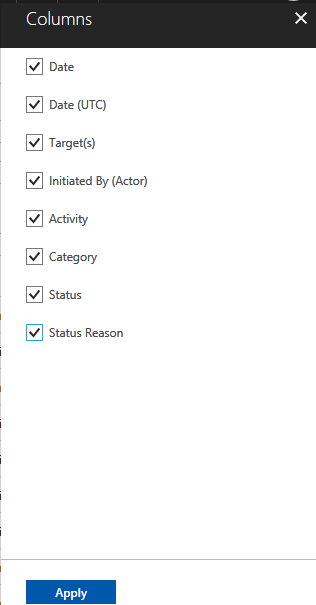 Columns
Date
Date (UTC)
Target(s)
Initiated By (Actor)
Activity
Category
Status
Status Reason
Apply